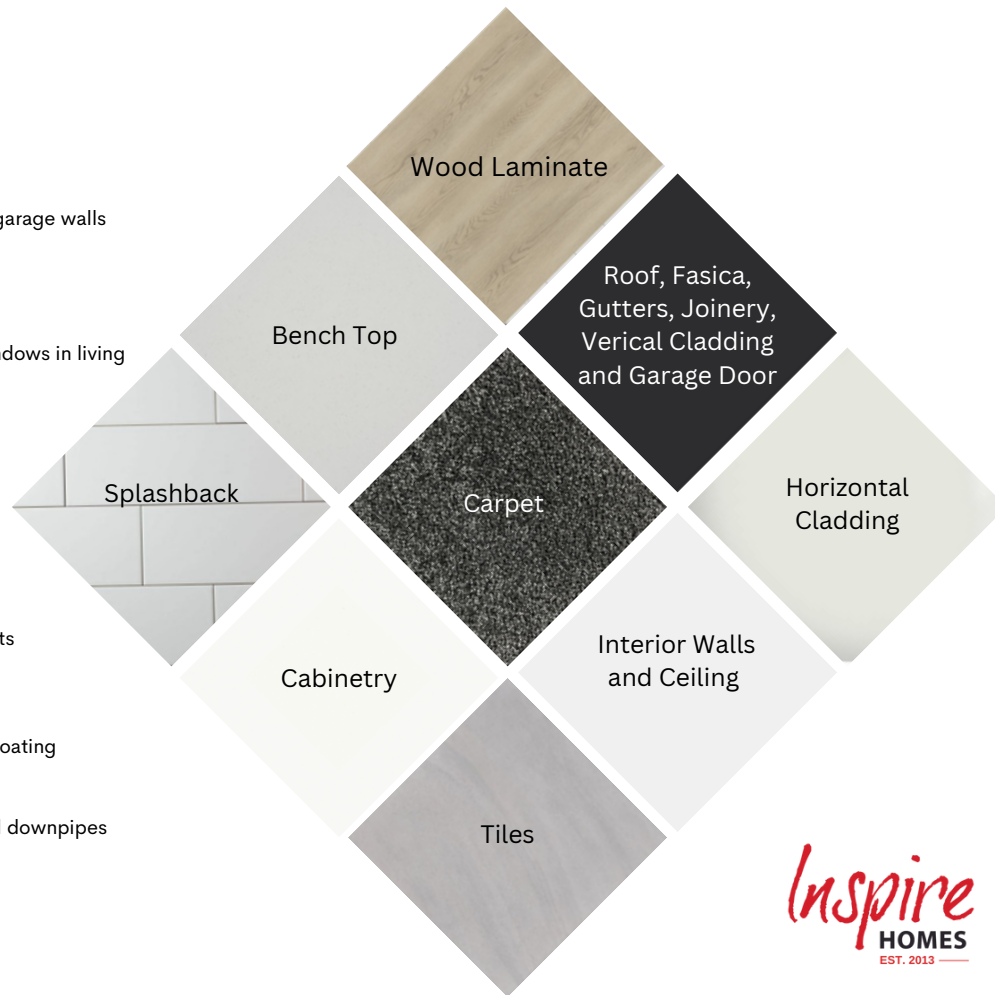 Wood Laminate
garage walls
Roof, Fasica,
Gutters, Joinery,
Verical Cladding
and Garage Door
Bench Top
ndows in living
Splashback
Carpet
Horizontal
Cladding
ts
Interior Walls
and Ceiling
Cabinetry
oating
downpipes
Tiles
Inspire
HOMES
EST. 2013